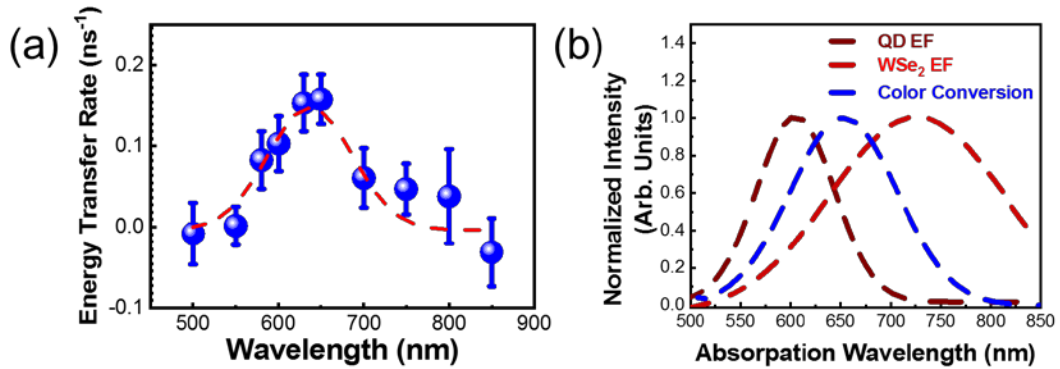 (a)
Energy Transfer Rate (ns⁻¹)
0.2
0.1
0.0
-0.1
500 600 700 800 900
Wavelength (nm)
(b)
Normalized Intensity
(Arb. Units)
1.4
1.2
1.0
0.8
0.6
0.4
0.2
0.0
QD EF
WSe₂ EF
Color Conversion
500 550 600 650 700 750 800 850
Absorpation Wavelength (nm)